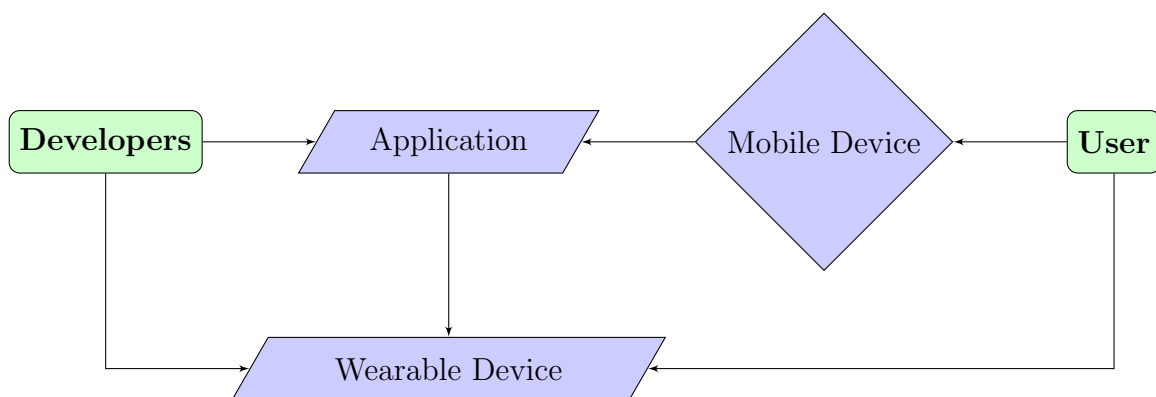 Developers
Application
Mobile Device
User
Wearable Device